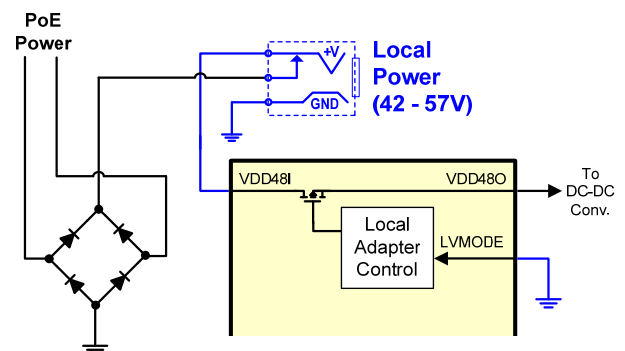 PoE
Power
+V
GND
Local
Power
(42 - 57V)
VDD48I
VDD48O
To
DC-DC
Conv.
Local
Adapter
Control
LVMODE